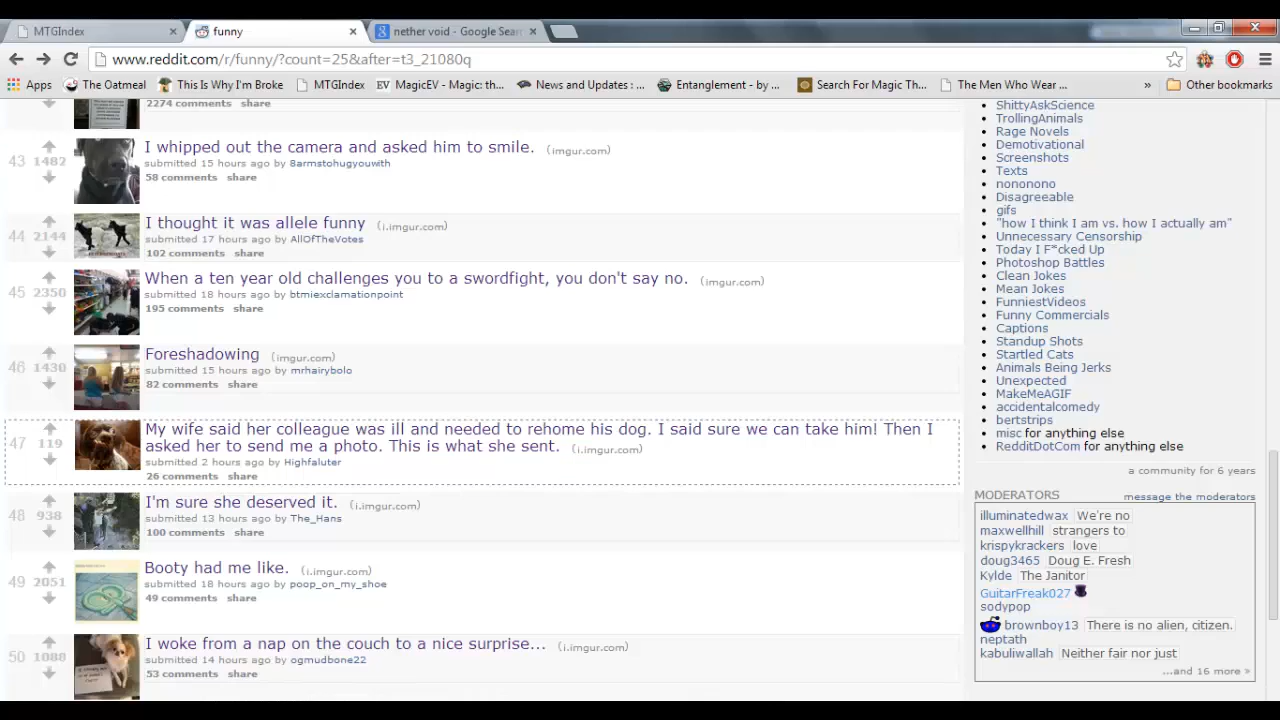 MTGIndex
funny
nether void - Google Sear
www.reddit.com/r/funny/?count=25&after=t3_21080q
Apps
The Oatmeal
This Is Why I'm Broke
MTGIndex
EV MagicEV - Magic: th...
News and Updates : ...
Entanglement - by ...
Search For Magic Th...
The Men Who Wear ...
»
Other bookmarks
2274 comments share
43 1482
I whipped out the camera and asked him to smile. (imgur.com)
submitted 15 hours ago by 8armstohugyouwith
58 comments share
44 2144
I thought it was allele funny (i.imgur.com)
submitted 17 hours ago by AllOfTheVotes
102 comments share
45 2350
When a ten year old challenges you to a swordfight, you don't say no. (imgur.com)
submitted 18 hours ago by btmiexclamationpoint
195 comments share
46 1430
Foreshadowing (imgur.com)
submitted 15 hours ago by mrhairybolo
82 comments share
47 119
My wife said her colleague was ill and needed to rehome his dog. I said sure we can take him! Then I
asked her to send me a photo. This is what she sent. (i.imgur.com)
submitted 2 hours ago by Highfaluter
26 comments share
48 938
I'm sure she deserved it. (i.imgur.com)
submitted 13 hours ago by The_Hans
100 comments share
49 2051
Booty had me like. (i.imgur.com)
submitted 18 hours ago by poop_on_my_shoe
49 comments share
50 1088
I woke from a nap on the couch to a nice surprise... (i.imgur.com)
submitted 14 hours ago by ogmudbone22
53 comments share
ShittyAskScience
TrollingAnimals
Rage Novels
Demotivational
Screenshots
Texts
nononono
Disagreeable
gifs
"how I think I am vs. how I actually am"
Unnecessary Censorship
Today I F*cked Up
Photoshop Battles
Clean Jokes
Mean Jokes
FunniestVideos
Funny Commercials
Captions
Standup Shots
Startled Cats
Animals Being Jerks
Unexpected
MakeMeAGIF
accidentalcomedy
bertstrips
misc for anything else
RedditDotCom for anything else
a community for 6 years
MODERATORS message the moderators
illuminatedwax We're no
maxwellhill strangers to
krispykrackers love
doug3465 Doug E. Fresh
Kylde The Janitor
GuitarFreak027
sodypop
brownboy13 There is no alien, citizen.
neptath
kabuliwallah Neither fair nor just
...and 16 more »